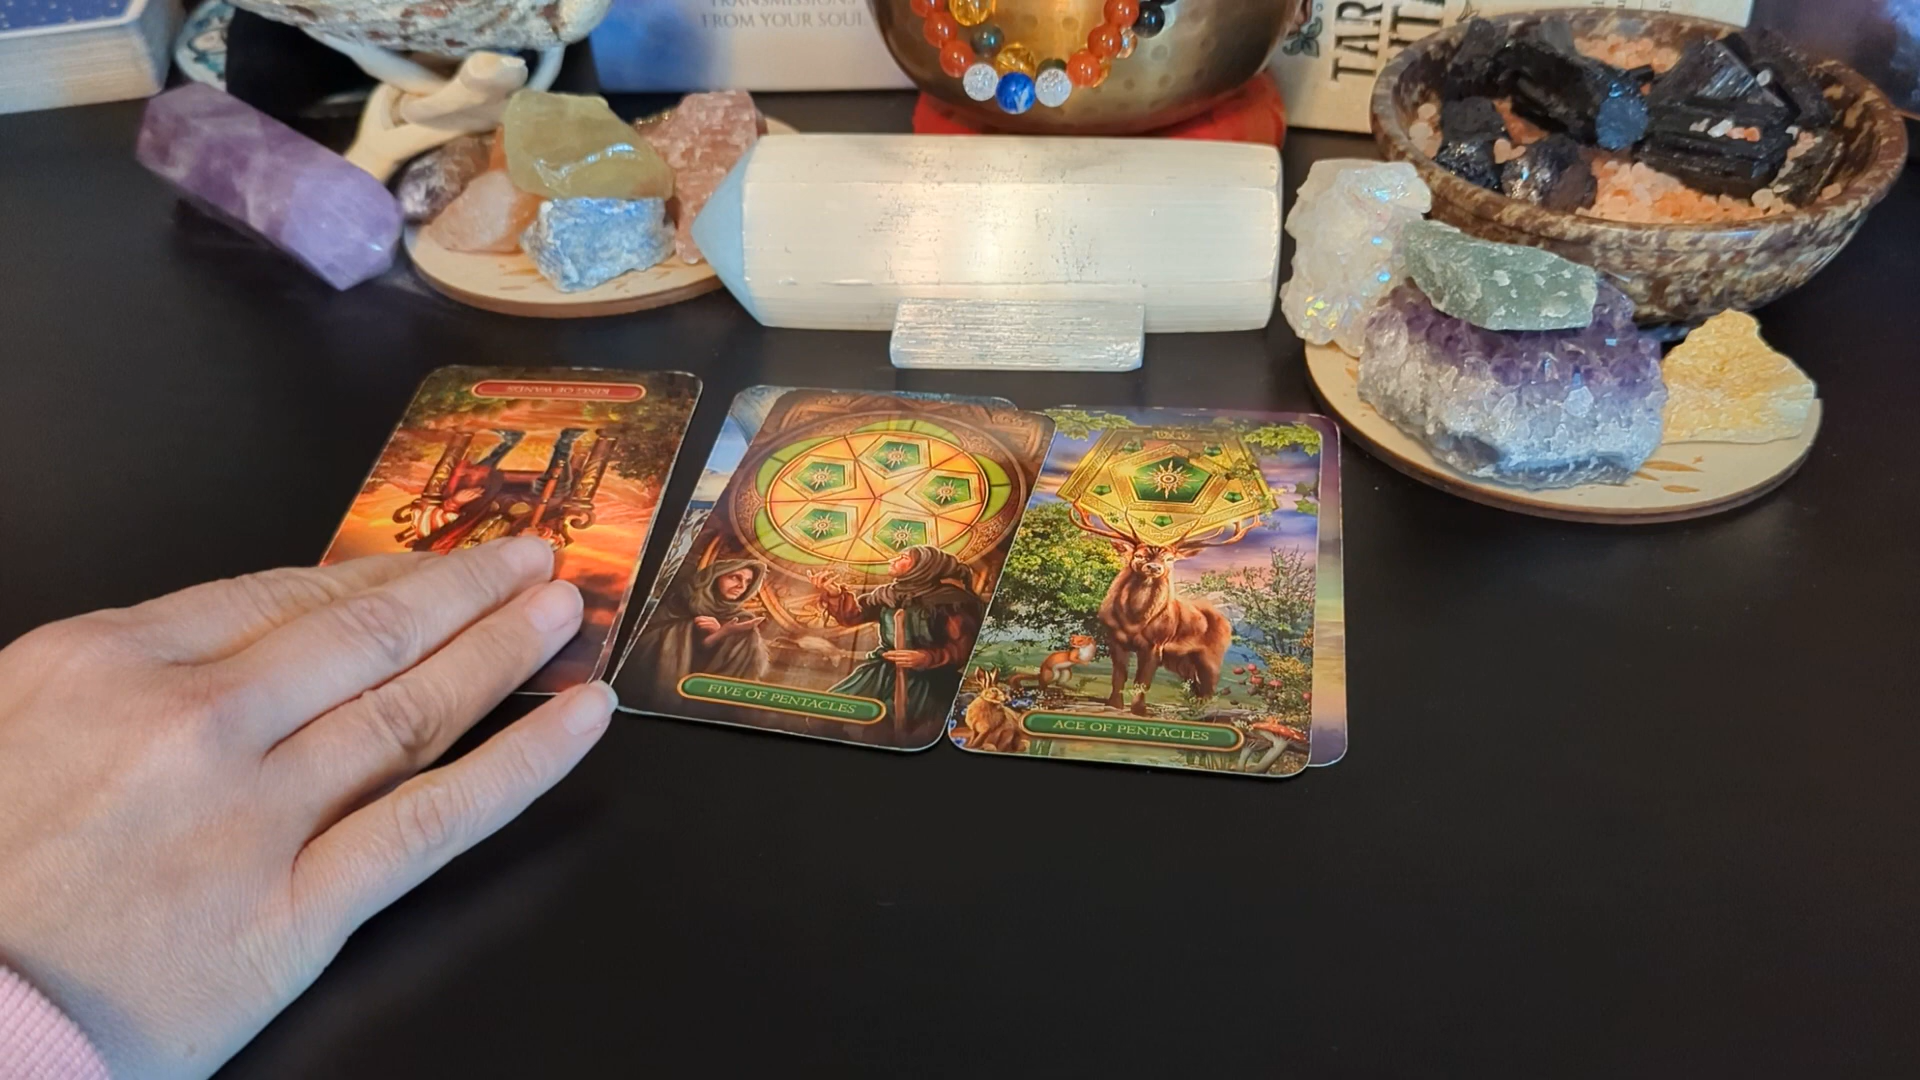 TRANSMISSIONS
FROM YOUR SOUL
TAR
KING OF WANDS
FIVE OF PENTACLES
ACE OF PENTACLES